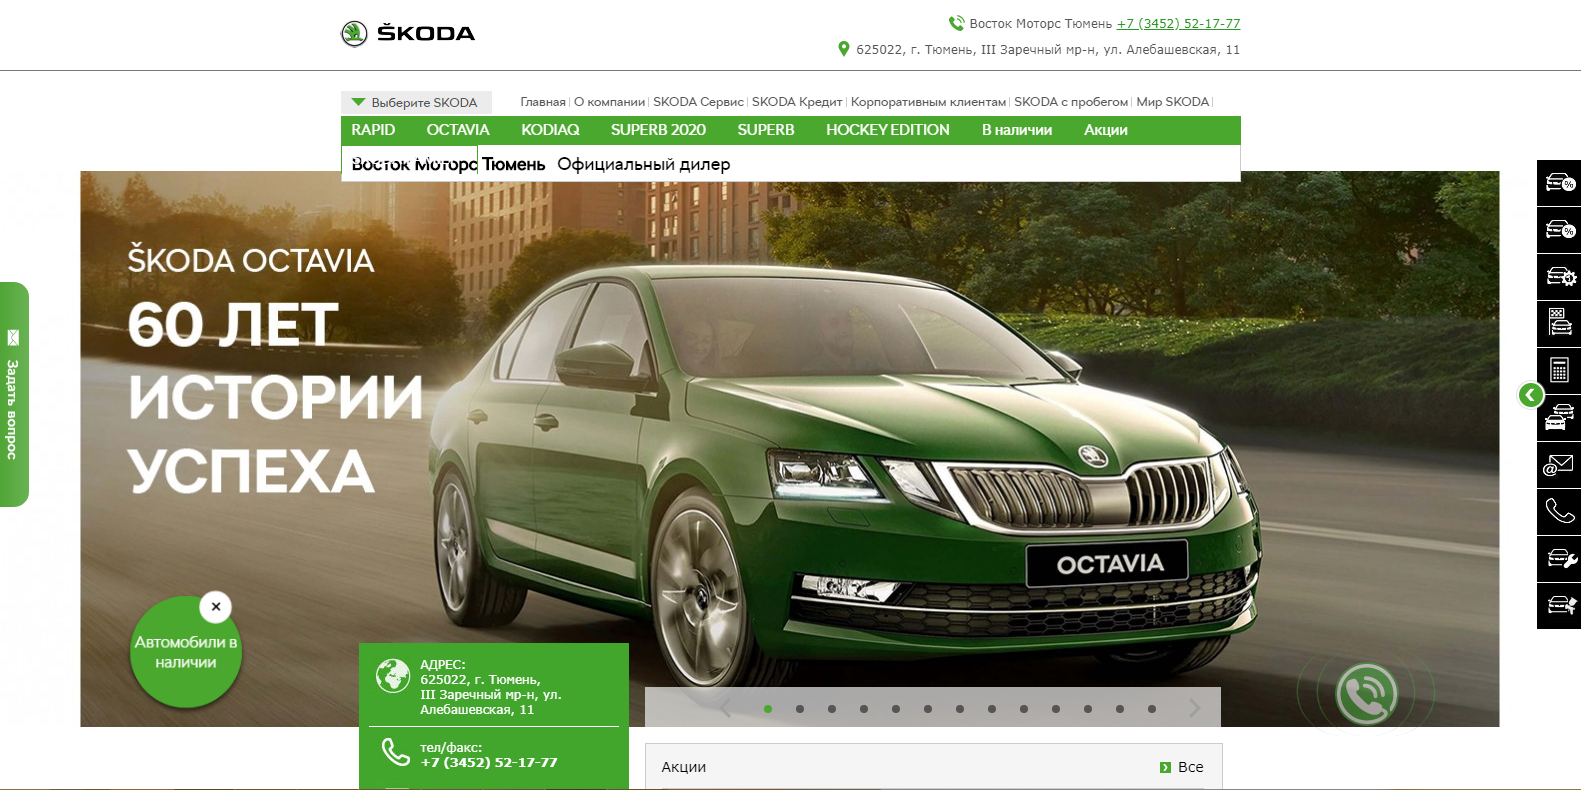 ŠKODA
Восток Моторс Тюмень +7 (3452) 52-17-77
625022, г. Тюмень, III Заречный мр-н, ул. Алебашевская, 11
Выберите SKODA
Главная
О компании
SKODA Сервис
SKODA Кредит
Корпоративным клиентам
SKODA с пробегом
Мир SKODA
RAPID
OCTAVIA
KODIAQ
SUPERB 2020
SUPERB
HOCKEY EDITION
В наличии
Акции
Восток Моторс Тюмень Официальный дилер
ŠKODA OCTAVIA
60 ЛЕТ
ИСТОРИИ
УСПЕХА
Задать вопрос
OCTAVIA
×
Автомобили в
наличии
АДРЕС:
625022, г. Тюмень,
III Заречный мр-н, ул.
Алебашевская, 11
тел/факс:
+7 (3452) 52-17-77
Акции
Все